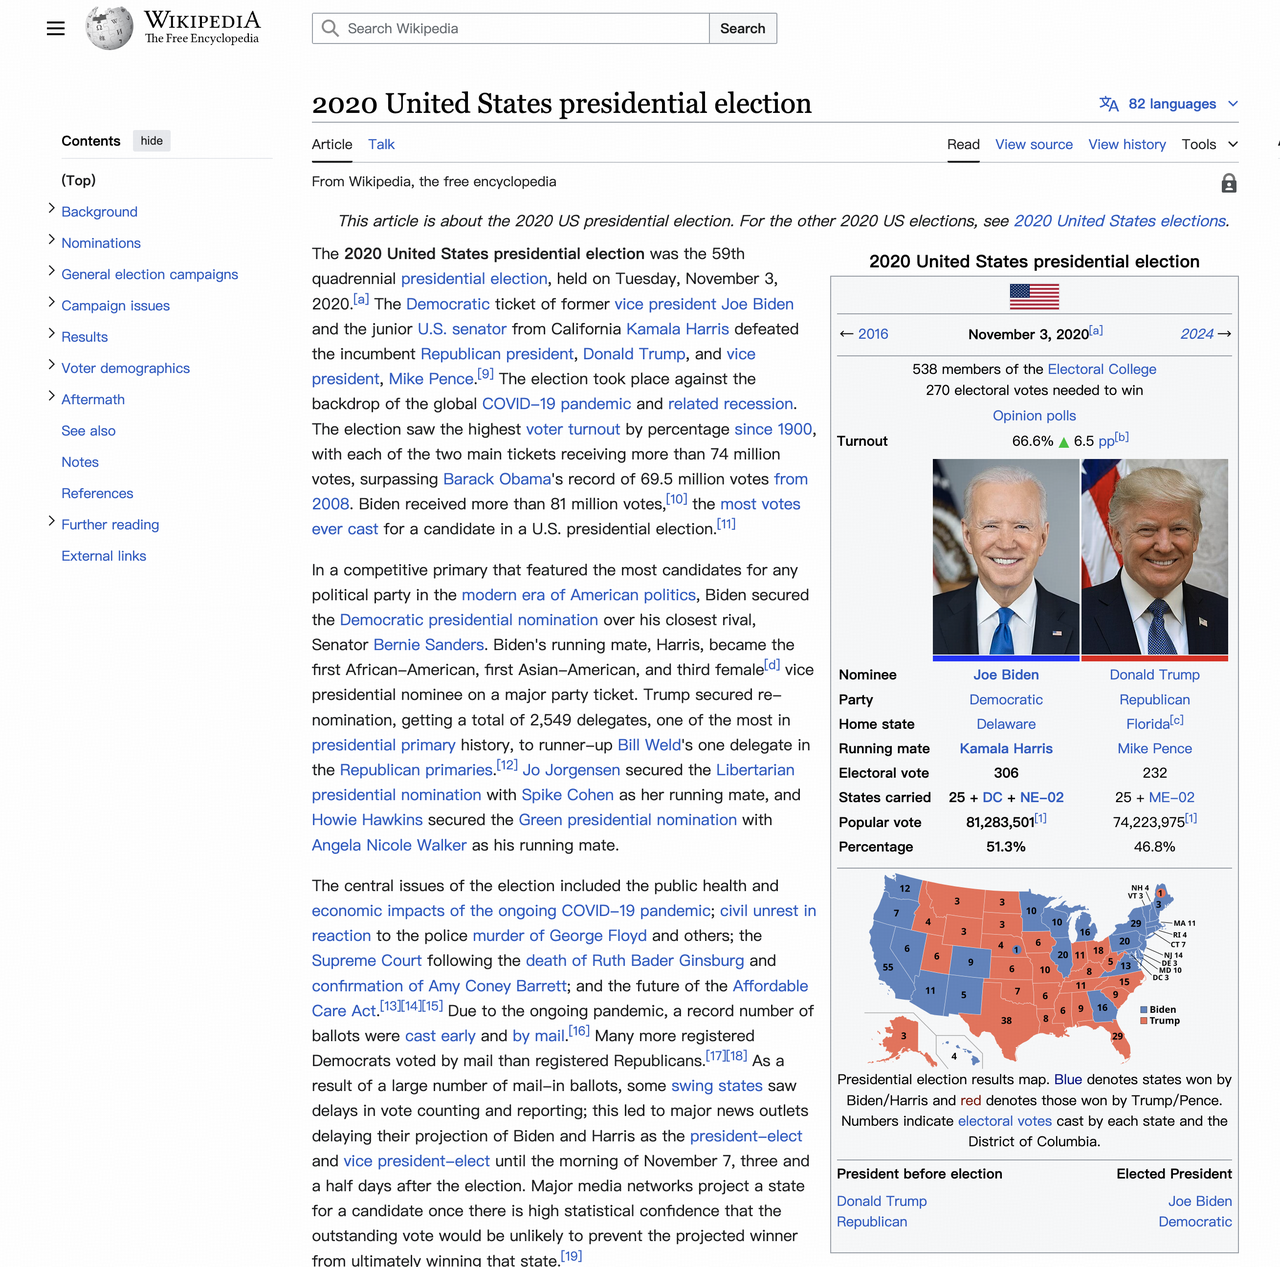 WIKIPEDIA
The Free Encyclopedia
Search Wikipedia
Search
2020 United States presidential election
82 languages
Contents
hide
Article
Talk
Read
View source
View history
Tools
(Top)
From Wikipedia, the free encyclopedia
Background
Nominations
General election campaigns
Campaign issues
Results
Voter demographics
Aftermath
See also
Notes
References
Further reading
External links
This article is about the 2020 US presidential election. For the other 2020 US elections, see 2020 United States elections.
The 2020 United States presidential election was the 59th
quadrennial presidential election, held on Tuesday, November 3,
2020.[a] The Democratic ticket of former vice president Joe Biden
and the junior U.S. senator from California Kamala Harris defeated
the incumbent Republican president, Donald Trump, and vice
president, Mike Pence.[9] The election took place against the
backdrop of the global COVID-19 pandemic and related recession.
The election saw the highest voter turnout by percentage since 1900,
with each of the two main tickets receiving more than 74 million
votes, surpassing Barack Obama's record of 69.5 million votes from
2008. Biden received more than 81 million votes,[10] the most votes
ever cast for a candidate in a U.S. presidential election.[11]
In a competitive primary that featured the most candidates for any
political party in the modern era of American politics, Biden secured
the Democratic presidential nomination over his closest rival,
Senator Bernie Sanders. Biden's running mate, Harris, became the
first African-American, first Asian-American, and third female[d] vice
presidential nominee on a major party ticket. Trump secured re-
nomination, getting a total of 2,549 delegates, one of the most in
presidential primary history, to runner-up Bill Weld's one delegate in
the Republican primaries.[12] Jo Jorgensen secured the Libertarian
presidential nomination with Spike Cohen as her running mate, and
Howie Hawkins secured the Green presidential nomination with
Angela Nicole Walker as his running mate.
The central issues of the election included the public health and
economic impacts of the ongoing COVID-19 pandemic; civil unrest in
reaction to the police murder of George Floyd and others; the
Supreme Court following the death of Ruth Bader Ginsburg and
confirmation of Amy Coney Barrett; and the future of the Affordable
Care Act.[13][14][15] Due to the ongoing pandemic, a record number of
ballots were cast early and by mail.[16] Many more registered
Democrats voted by mail than registered Republicans.[17][18] As a
result of a large number of mail-in ballots, some swing states saw
delays in vote counting and reporting; this led to major news outlets
delaying their projection of Biden and Harris as the president-elect
and vice president-elect until the morning of November 7, three and
a half days after the election. Major media networks project a state
for a candidate once there is high statistical confidence that the
outstanding vote would be unlikely to prevent the projected winner
from ultimately winning that state.[19]
2020 United States presidential election
← 2016 November 3, 2020[a] 2024 →
538 members of the Electoral College
270 electoral votes needed to win
Opinion polls
Turnout 66.6% ▲ 6.5 pp[b]
Nominee Joe Biden Donald Trump
Party Democratic Republican
Home state Delaware Florida[c]
Running mate Kamala Harris Mike Pence
Electoral vote 306 232
States carried 25 + DC + NE-02 25 + ME-02
Popular vote 81,283,501[1] 74,223,975[1]
Percentage 51.3% 46.8%
12
7
4
3
3
10
3
3
6
55
6
9
4
1
6
10
20
16
11
18
20
29
3
1
NH 4
VT 3
MA 11
RI 4
CT 7
NJ 14
DE 3
MD 10
DC 3
5
13
8
15
11
9
16
9
6
6
10
6
7
8
38
5
11
29
3
4
Biden
Trump
Presidential election results map. Blue denotes states won by
Biden/Harris and red denotes those won by Trump/Pence.
Numbers indicate electoral votes cast by each state and the
District of Columbia.
President before election
Elected President
Donald Trump
Republican
Joe Biden
Democratic